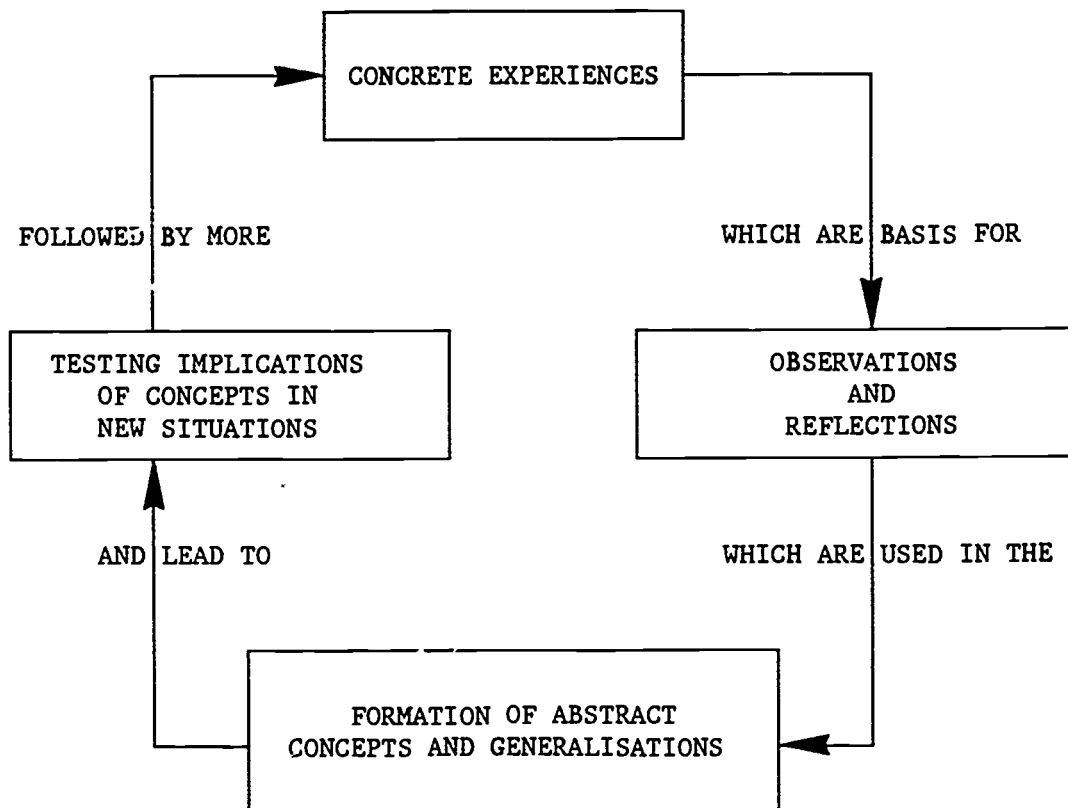 CONCRETE EXPERIENCES
FOLLOWED BY MORE
WHICH ARE BASIS FOR
TESTING IMPLICATIONS
OF CONCEPTS IN
NEW SITUATIONS
OBSERVATIONS
AND
REFLECTIONS
AND LEAD TO
WHICH ARE USED IN THE
FORMATION OF ABSTRACT
CONCEPTS AND GENERALISATIONS